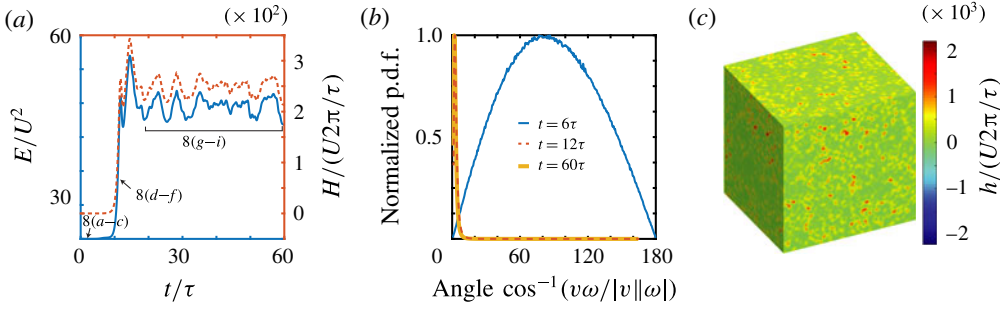 (a)
(× 10²)
60
30
E/U²
3
2
1
0
H/(U2π/τ)
8(g–i)
8(d–f)
8(a–c)
0
30
60
t/τ
(b)
1.0
0.5
Normalized p.d.f.
t = 6τ
t = 12τ
t = 60τ
0
60
120
180
Angle cos⁻¹(vω/|v||ω|)
(c)
(× 10³)
2
1
0
−1
−2
h/(U2π/τ)